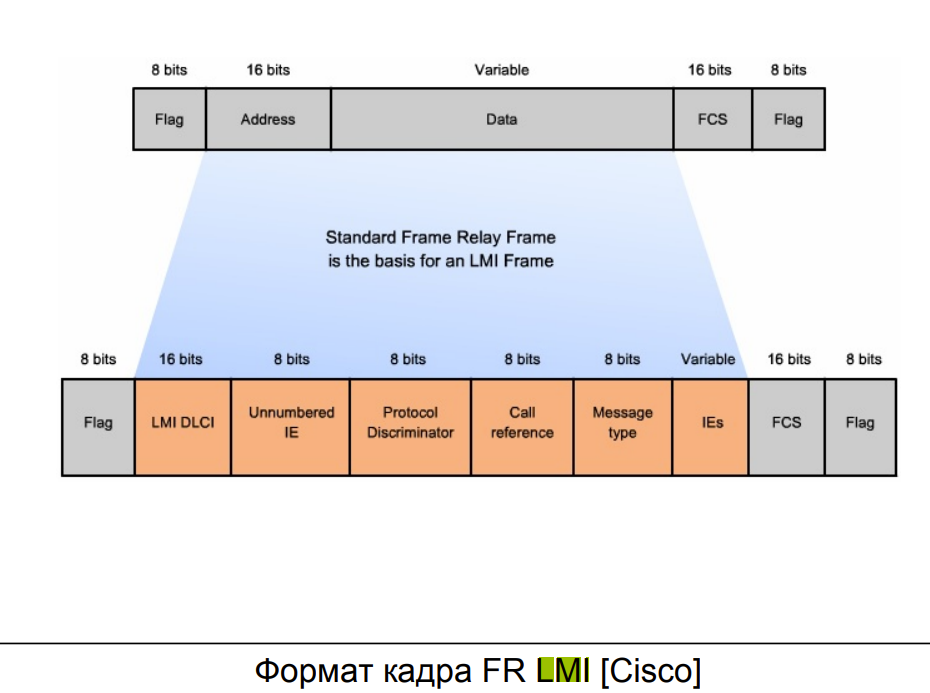 8 bits 16 bits Variable 16 bits 8 bits
Flag Address Data FCS Flag
Standard Frame Relay Frame
is the basis for an LMI Frame
8 bits 16 bits 8 bits 8 bits 8 bits 8 bits Variable 16 bits 8 bits
Flag LMI DLCI Unnumbered IE Protocol Discriminator Call reference Message type IEs FCS Flag
Формат кадра FR LMI [Cisco]